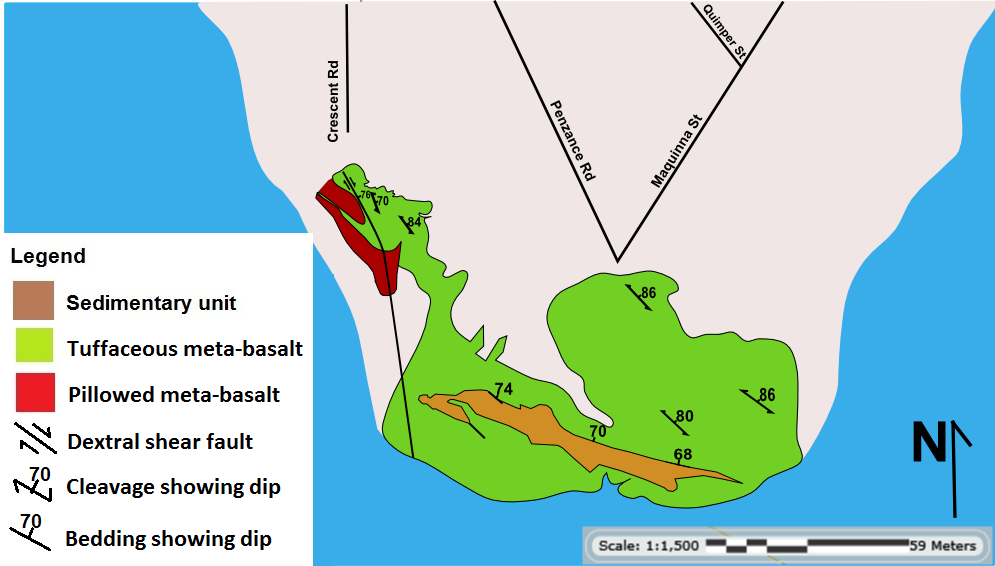 Crescent Rd
Penzance Rd
Maquinna St
Quimper St
76
70
84
86
86
80
74
70
68
Legend
Sedimentary unit
Tuffaceous meta-basalt
Pillowed meta-basalt
Dextral shear fault
70
Cleavage showing dip
70
Bedding showing dip
N
Scale: 1:1,500
59 Meters